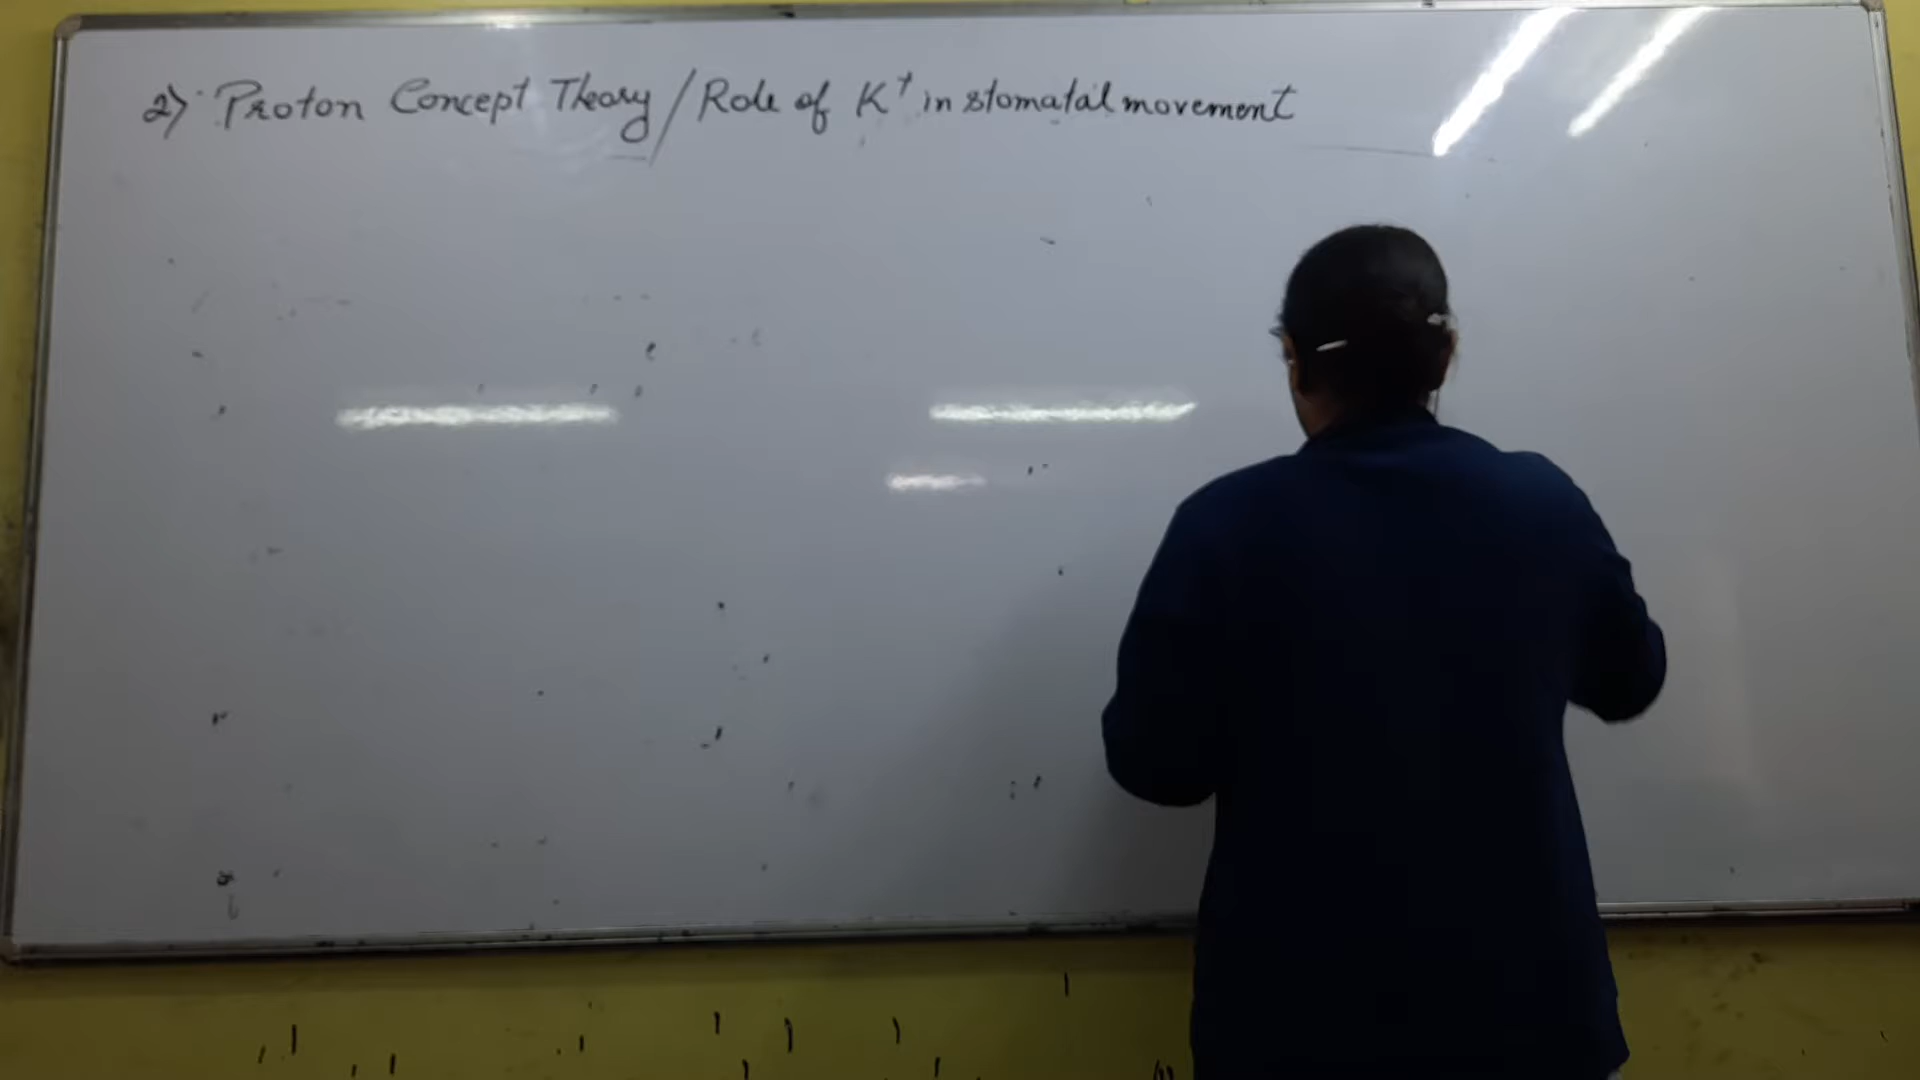 2) Proton Concept Theory / Role of K⁺ in stomatal movement